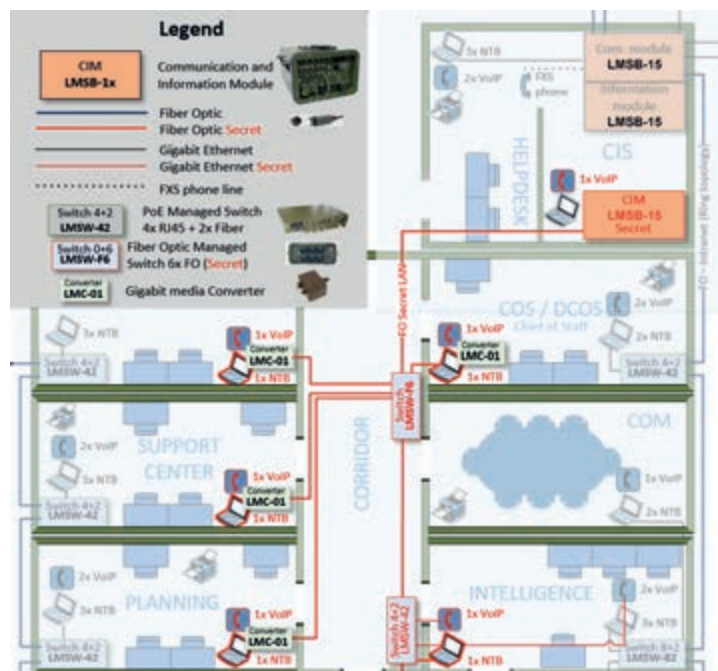 Legend
CIM
LMSB-1x
Communication and
Information Module
Fiber Optic
Fiber Optic Secret
Gigabit Ethernet
Gigabit Ethernet Secret
FXS phone line
Switch 4+2
LMSW-42
PoE Managed Switch
4x RJ45 + 2x Fiber
Switch 0+6
LMSW-F6
Fiber Optic Managed
Switch 6x FO (Secret)
Converter
LMC-01
Gigabit media Converter
3x NTB
2x VoIP
FXS
phone
Com. module
LMSB-15
Information
module
LMSB-15
CIS
HELPDESK
1x VoIP
CIM
LMSB-15
Secret
FO - Intranet (Ring topology)
FO Secret LAN
COS / DCOS
Chief of Staff
2x VoIP
2x NTB
Switch 4+2
LMSW-42
1x VoIP
Converter
LMC-01
1x NTB
3x NTB
Switch 4+2
LMSW-42
1x VoIP
Converter
LMC-01
1x NTB
Switch
LMSW-F6
CORRIDOR
SUPPORT
CENTER
2x VoIP
3x NTB
Switch 4+2
LMSW-42
1x VoIP
Converter
LMC-01
1x NTB
COM
1x VoIP
2x NTB
PLANNING
2x VoIP
3x NTB
Switch 4+2
LMSW-42
1x VoIP
Converter
LMC-01
1x NTB
Switch 4+2
LMSW-42
INTELLIGENCE
1x VoIP
1x NTB
2x VoIP
3x NTB
LMSW-42